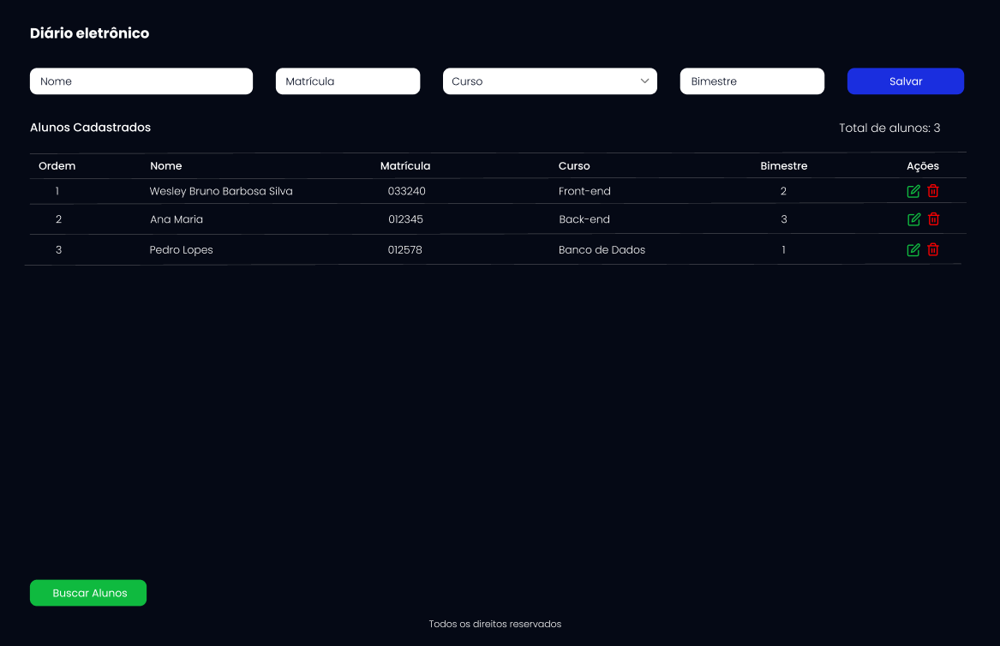 Diário eletrônico
Nome Matrícula Curso Bimestre Salvar
Alunos Cadastrados Total de alunos: 3
Ordem Nome Matrícula Curso Bimestre Ações
1 Wesley Bruno Barbosa Silva 033240 Front-end 2
2 Ana Maria 012345 Back-end 3
3 Pedro Lopes 012578 Banco de Dados 1
Buscar Alunos
Todos os direitos reservados